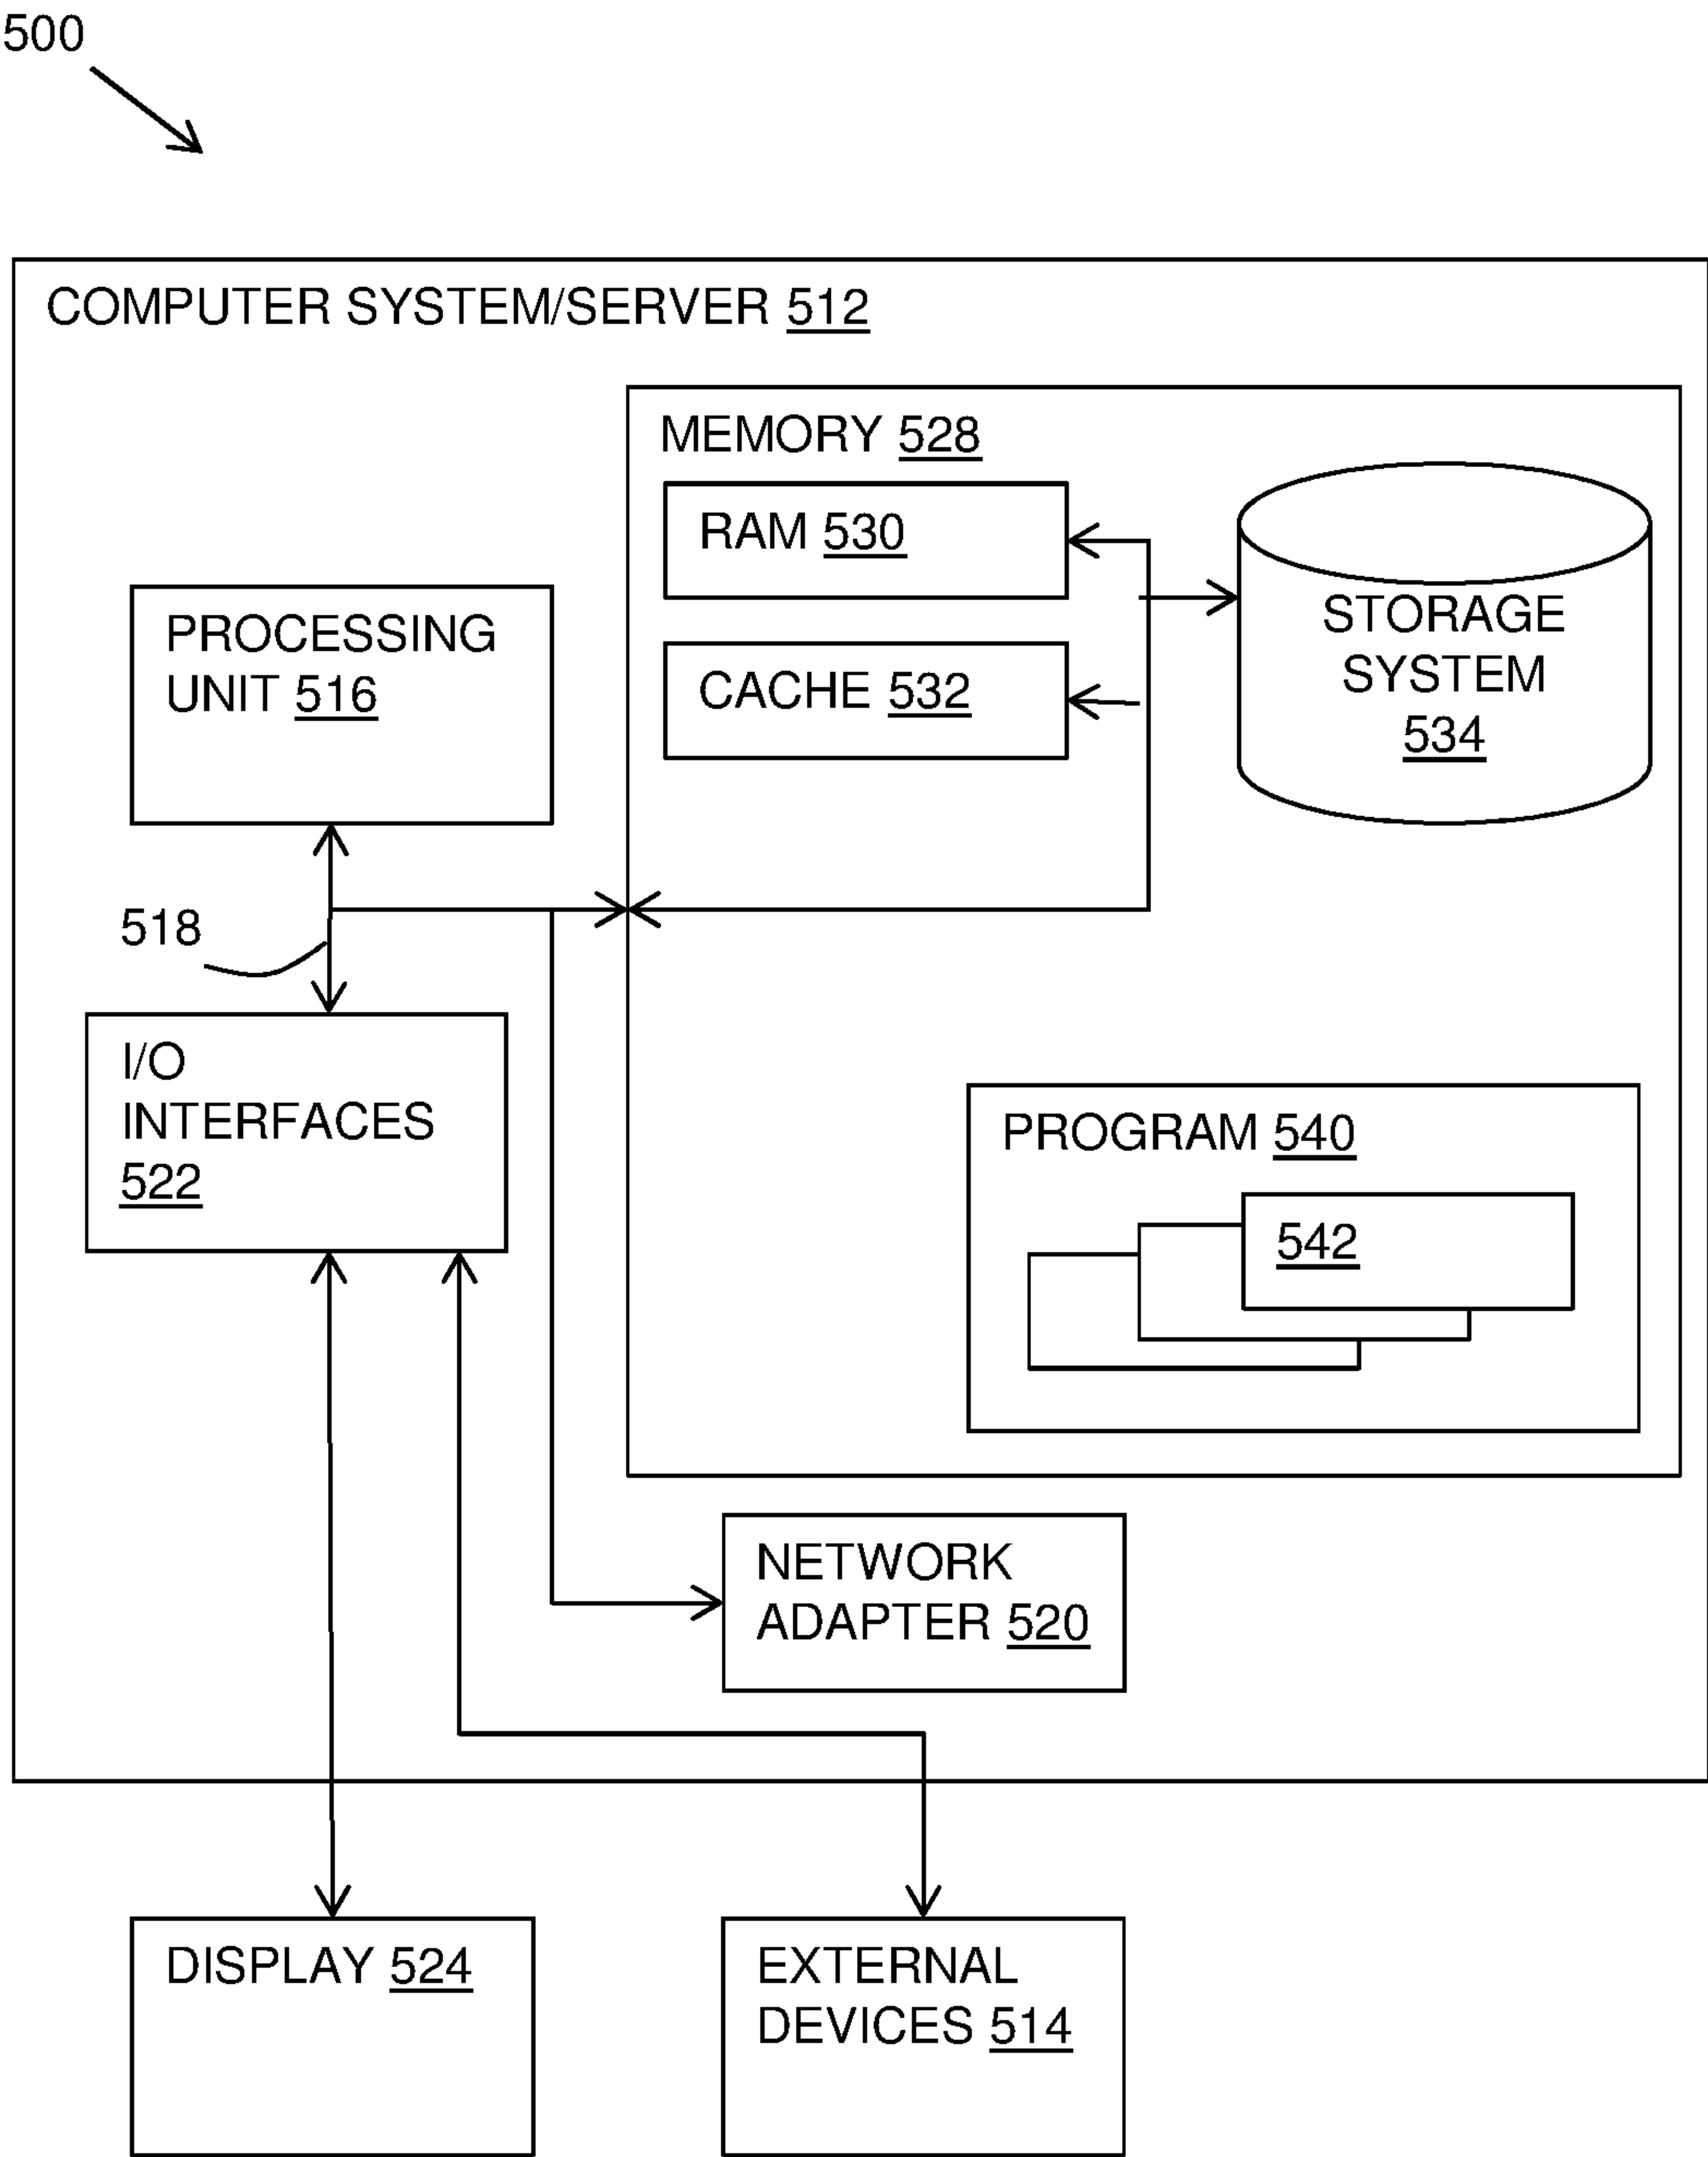 500
COMPUTER SYSTEM/SERVER 512
MEMORY 528
RAM 530
STORAGE
SYSTEM
534
PROCESSING
UNIT 516
CACHE 532
518
I/O
INTERFACES
522
PROGRAM 540
542
NETWORK
ADAPTER 520
DISPLAY 524
EXTERNAL
DEVICES 514